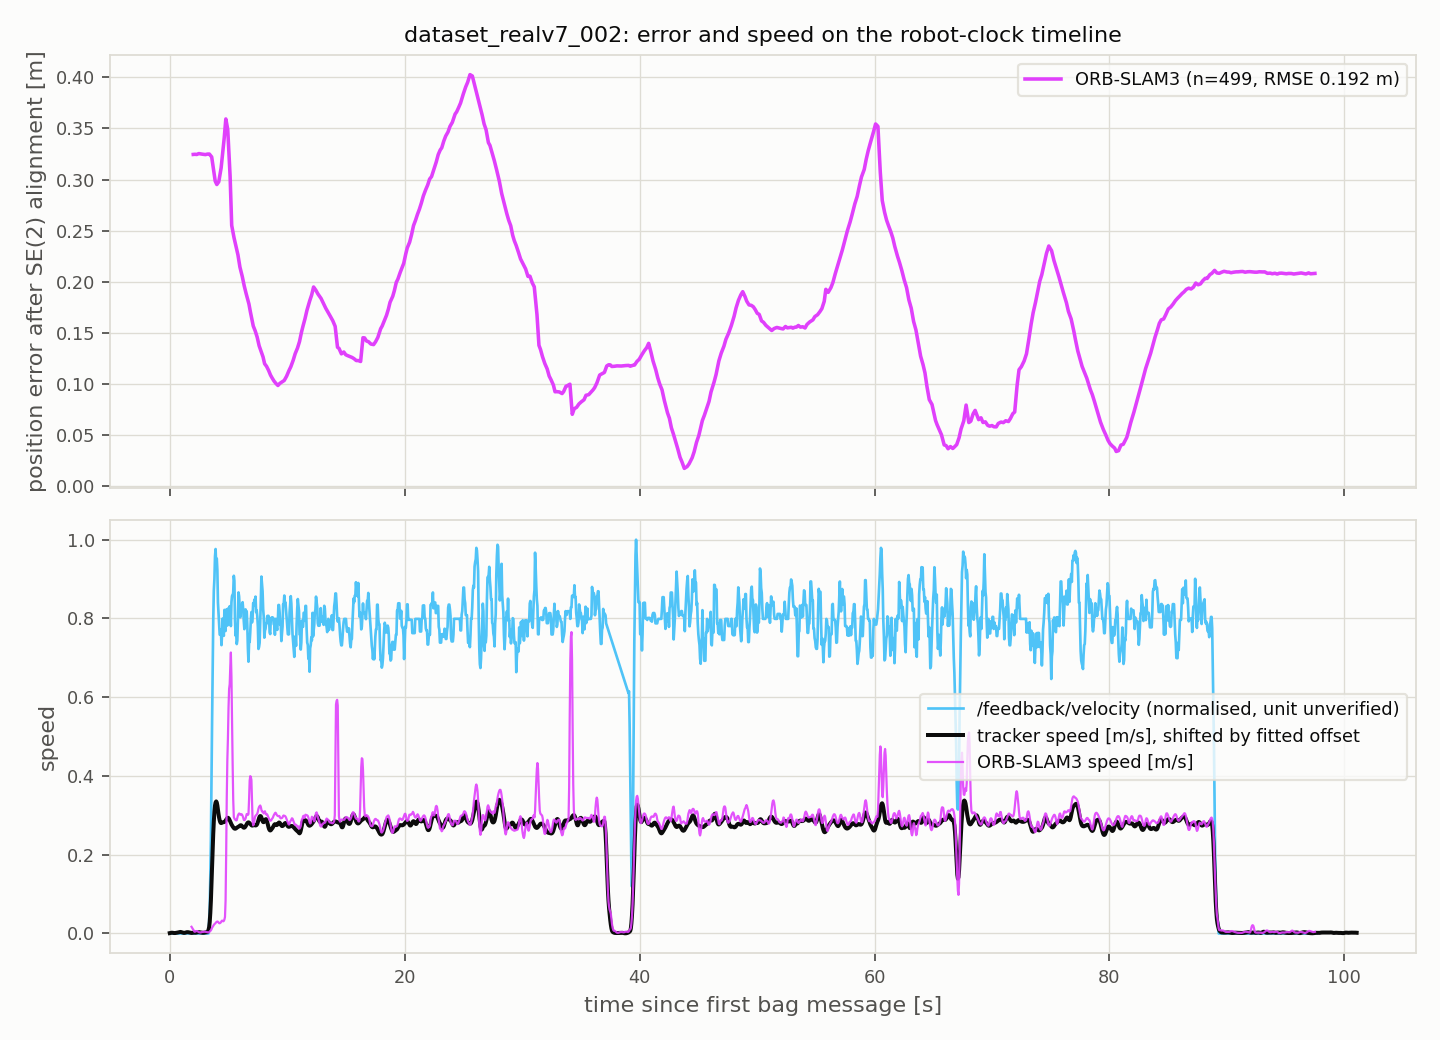 dataset_realv7_002: error and speed on the robot-clock timeline
position error after SE(2) alignment [m]
0.40
0.35
0.30
0.25
0.20
0.15
0.10
0.05
0.00
ORB-SLAM3 (n=499, RMSE 0.192 m)
speed
1.0
0.8
0.6
0.4
0.2
0.0
/feedback/velocity (normalised, unit unverified)
tracker speed [m/s], shifted by fitted offset
ORB-SLAM3 speed [m/s]
0 20 40 60 80 100
time since first bag message [s]